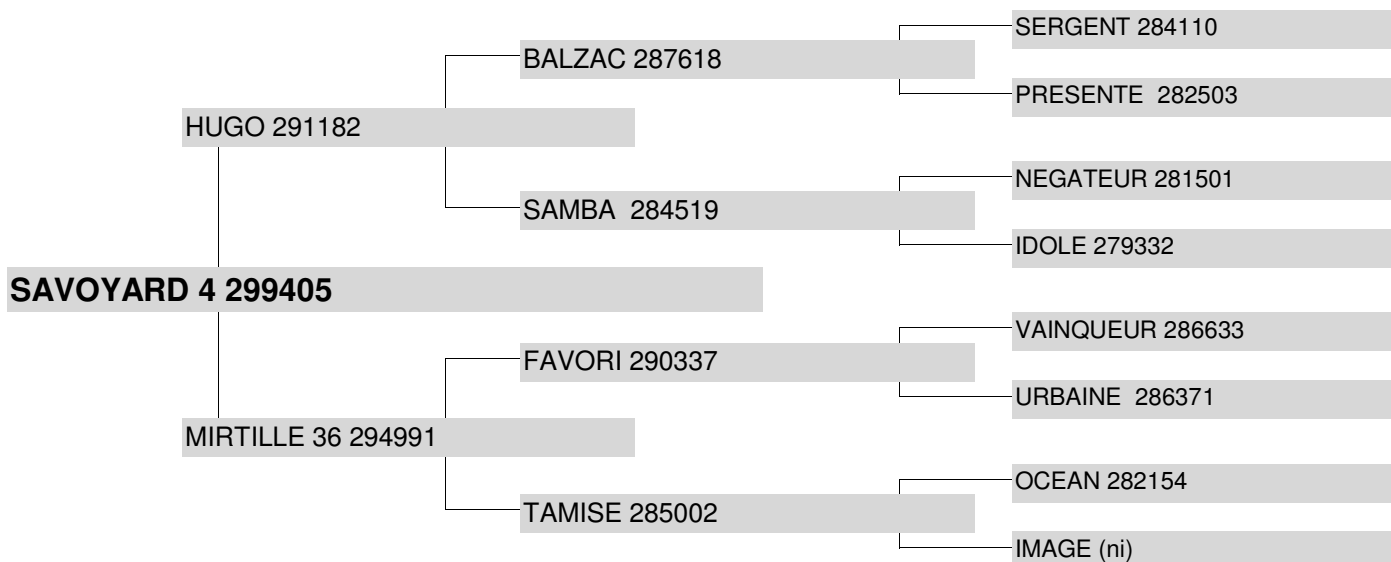 SERGENT 284110
BALZAC 287618
PRESENTE 282503
HUGO 291182
NEGATEUR 281501
SAMBA 284519
IDOLE 279332
SAVOYARD 4 299405
VAINQUEUR 286633
FAVORI 290337
URBAINE 286371
MIRTILLE 36 294991
OCEAN 282154
TAMISE 285002
IMAGE (ni)